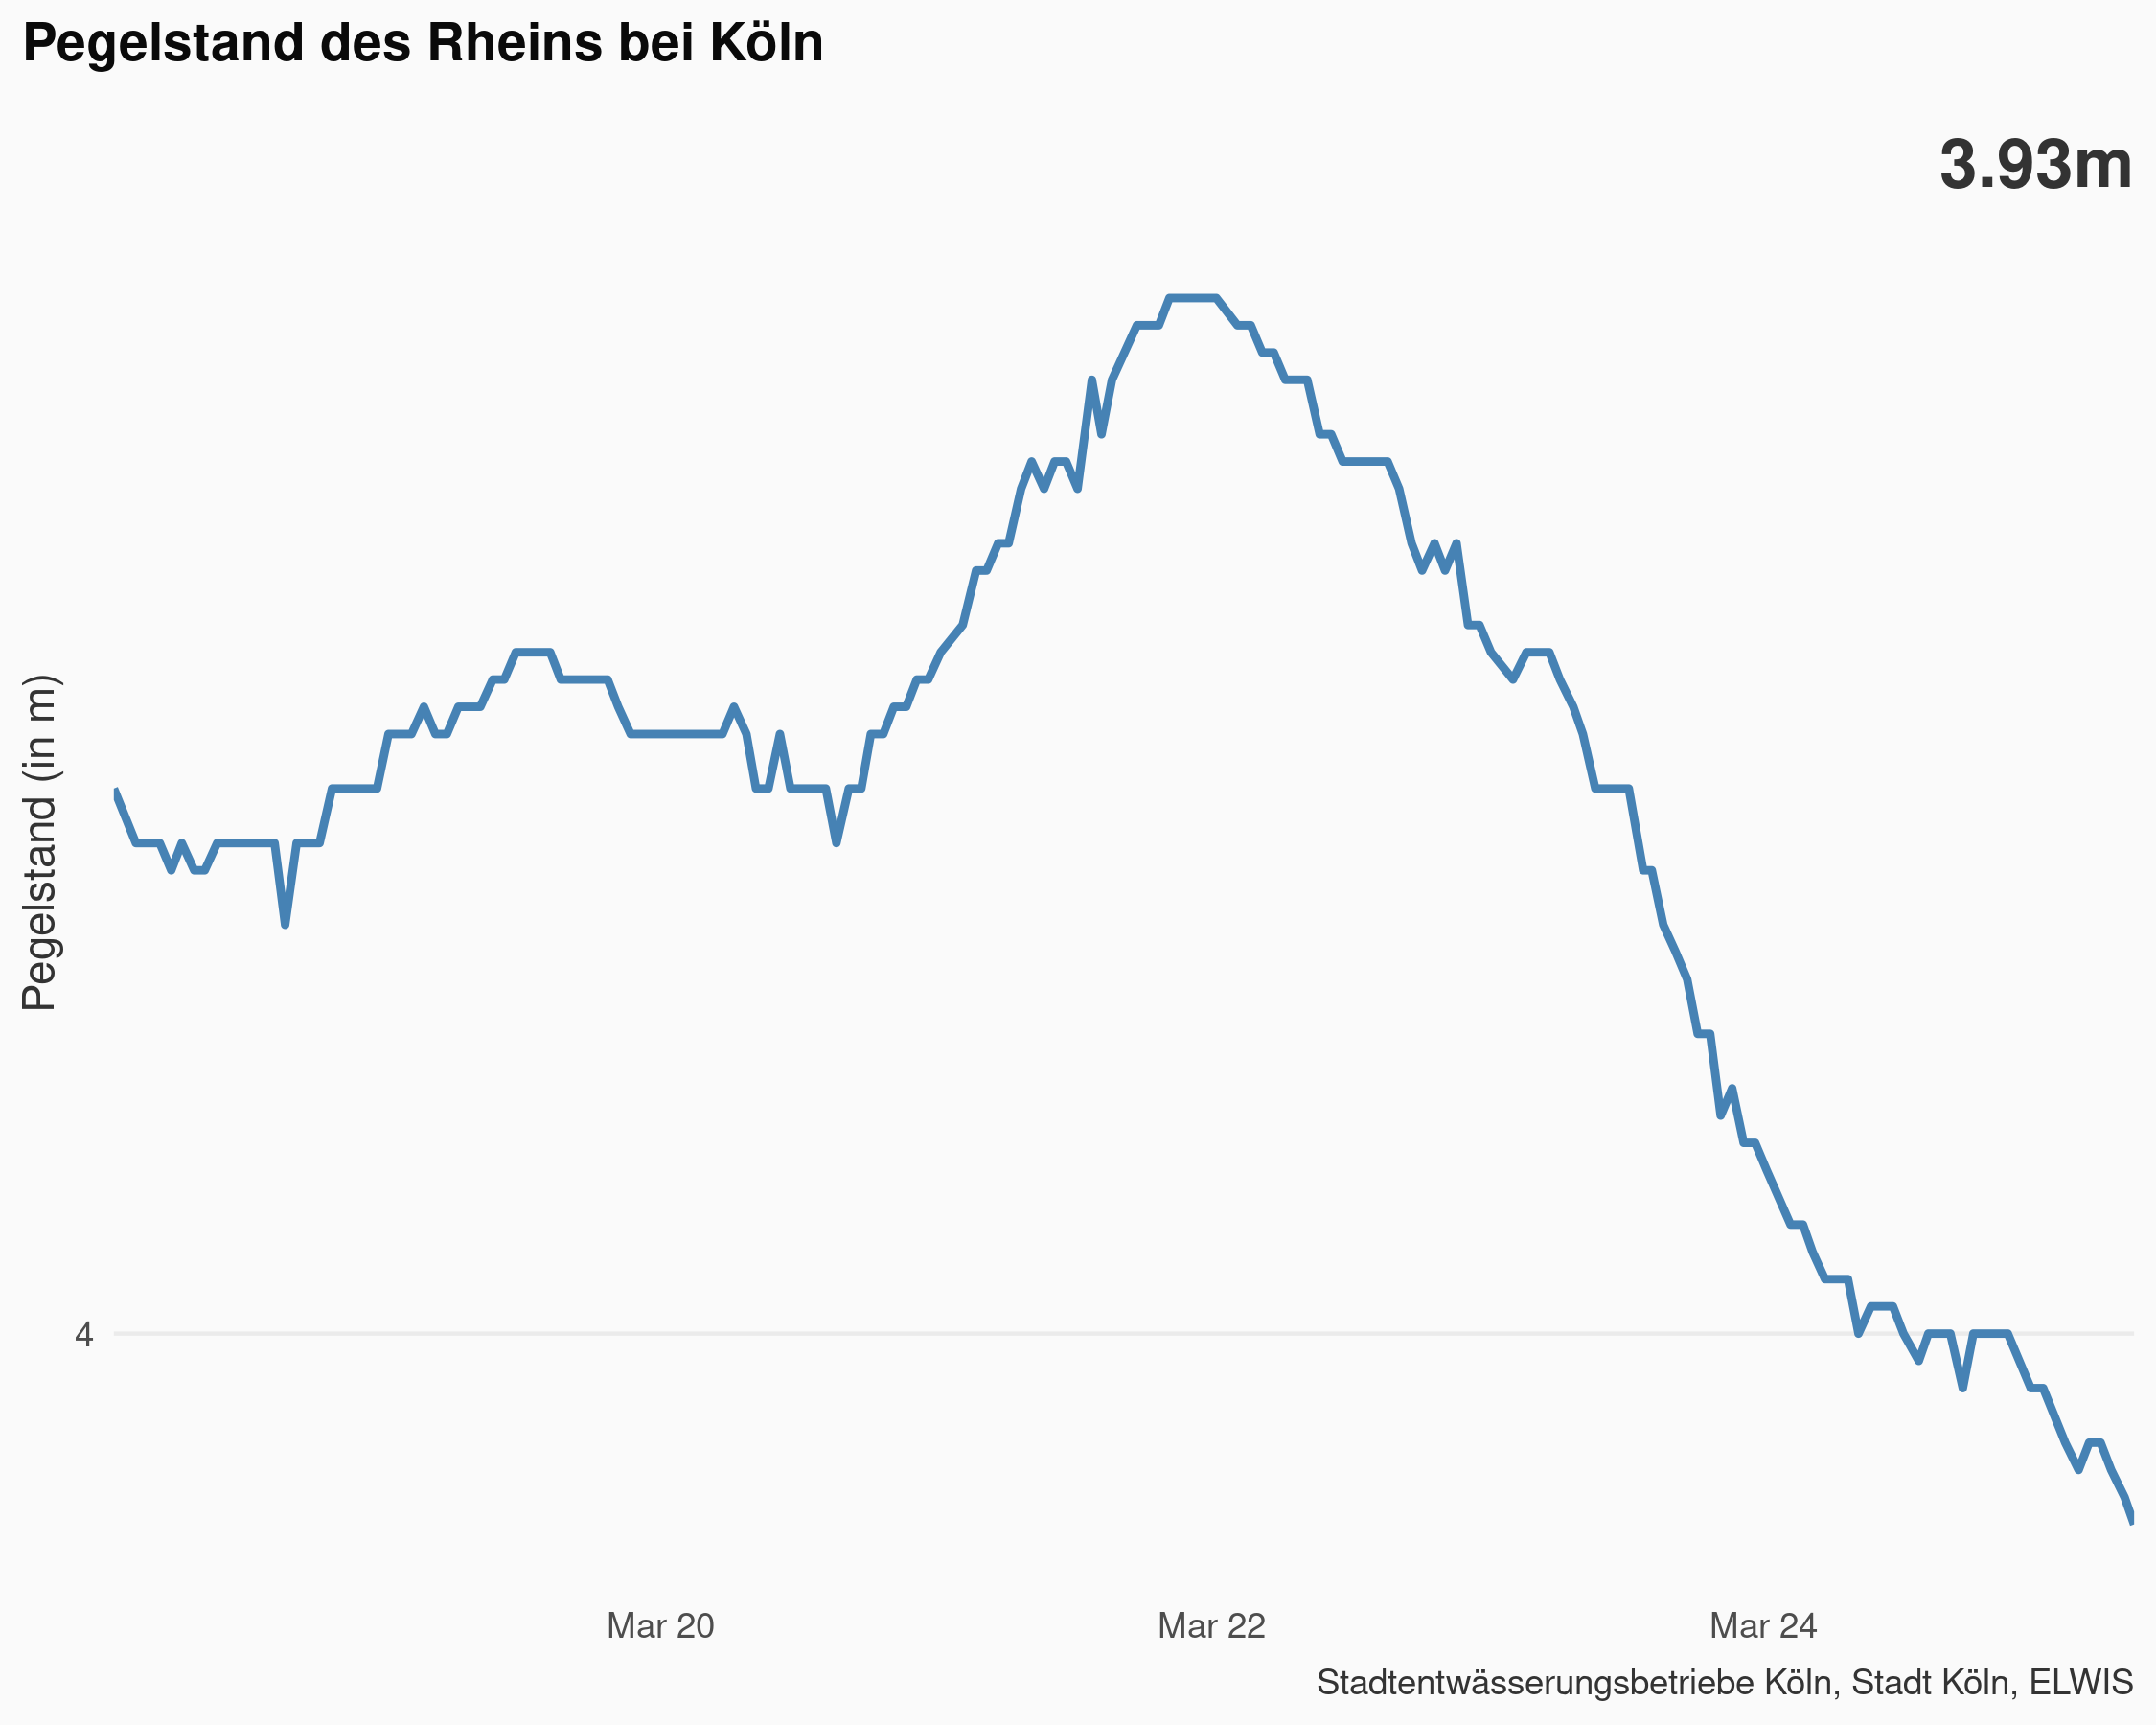 Pegelstand des Rheins bei Köln
3.93m
Pegelstand (in m)
4
Mar 20
Mar 22
Mar 24
Stadtentwässerungsbetriebe Köln, Stadt Köln, ELWIS